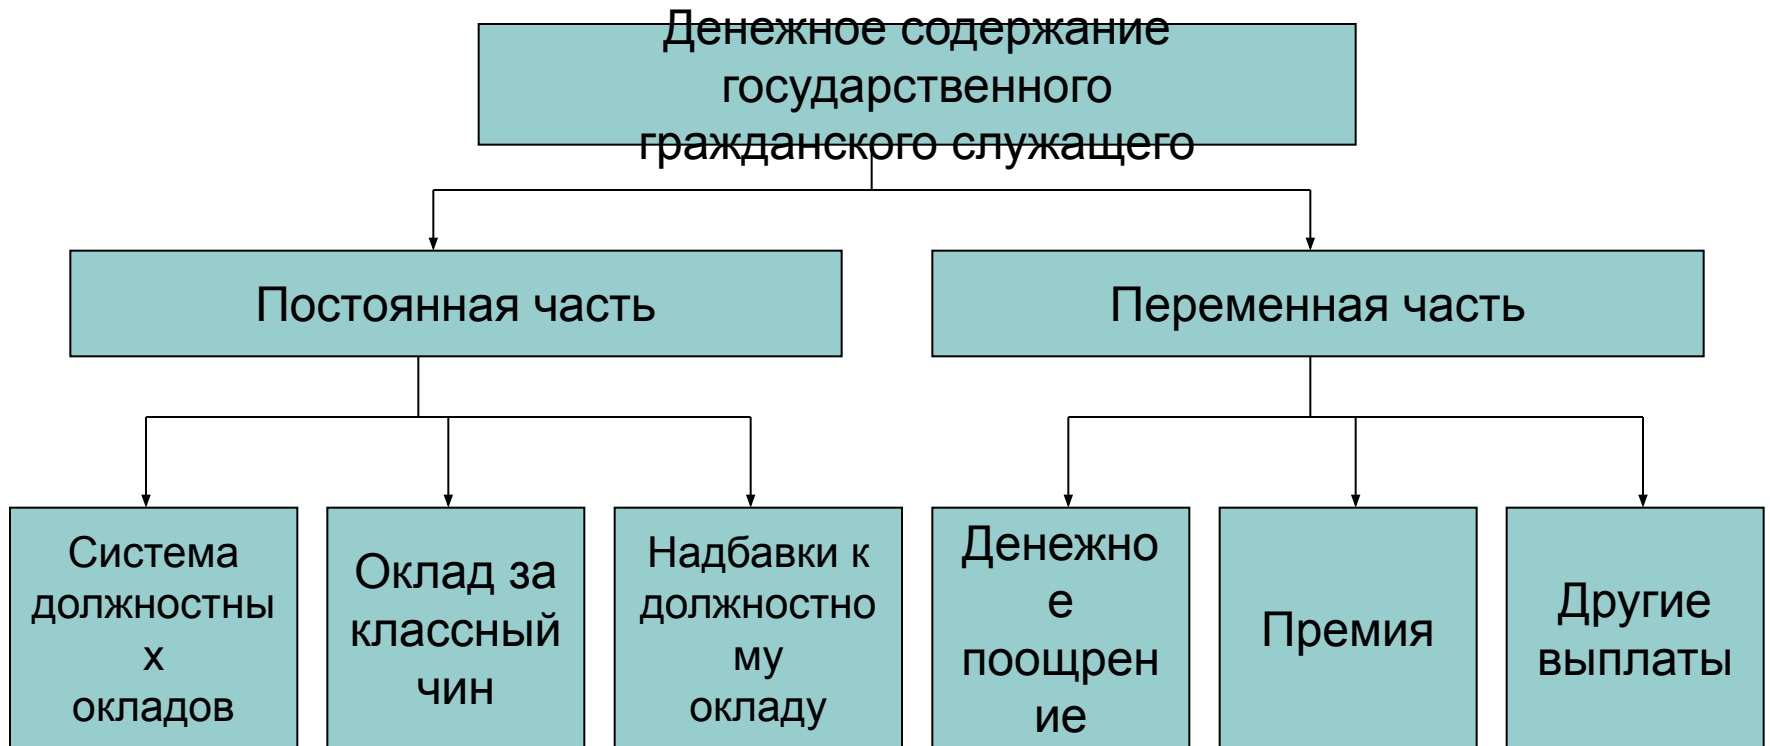 Денежное содержание
государственного
гражданского служащего
Постоянная часть
Переменная часть
Система
должностны
х
окладов
Оклад за
классный
чин
Надбавки к
должностно
му
окладу
Денежно
е
поощрен
ие
Премия
Другие
выплаты